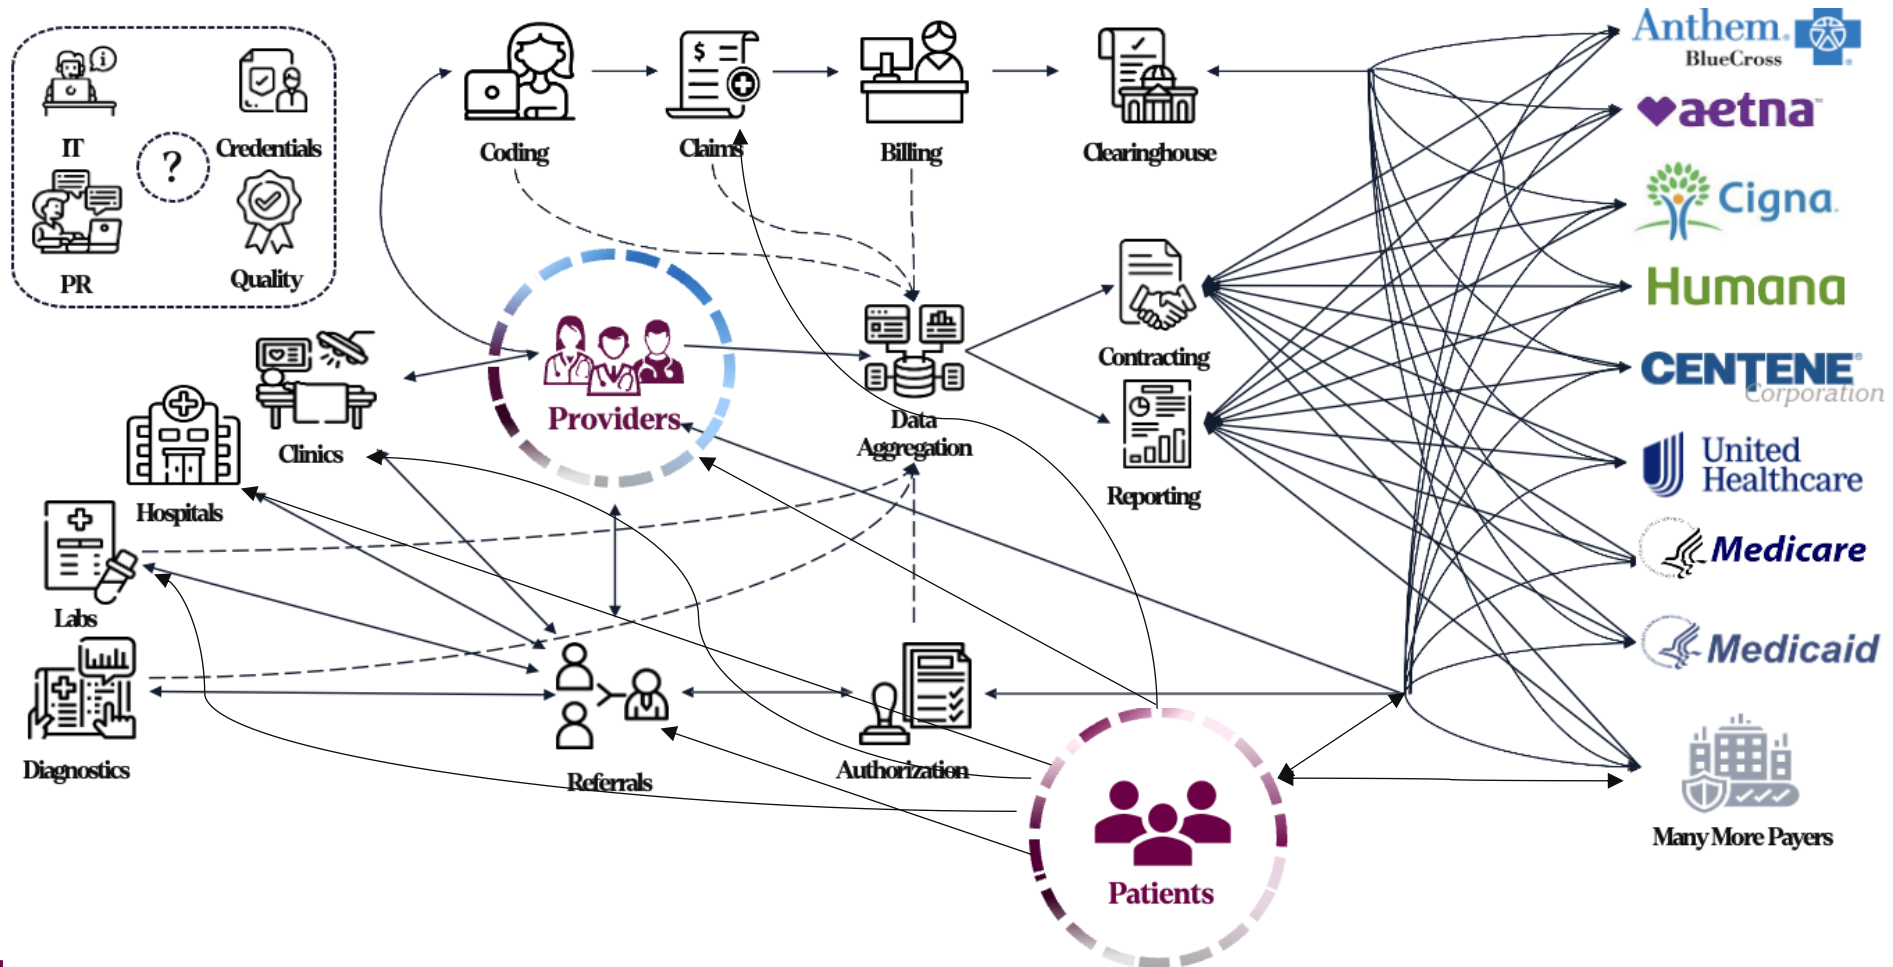 IT
Credentials
?
PR
Quality
Coding
Claims
Billing
Clearinghouse
$
i
Anthem.
BlueCross
aetna™
Cigna.
Humana
CENTENE®
Corporation
United
Healthcare
Medicare
Medicaid
Many More Payers
Contracting
Reporting
Providers
Data
Aggregation
Clinics
Hospitals
Labs
Diagnostics
Referrals
Authorization
Patients